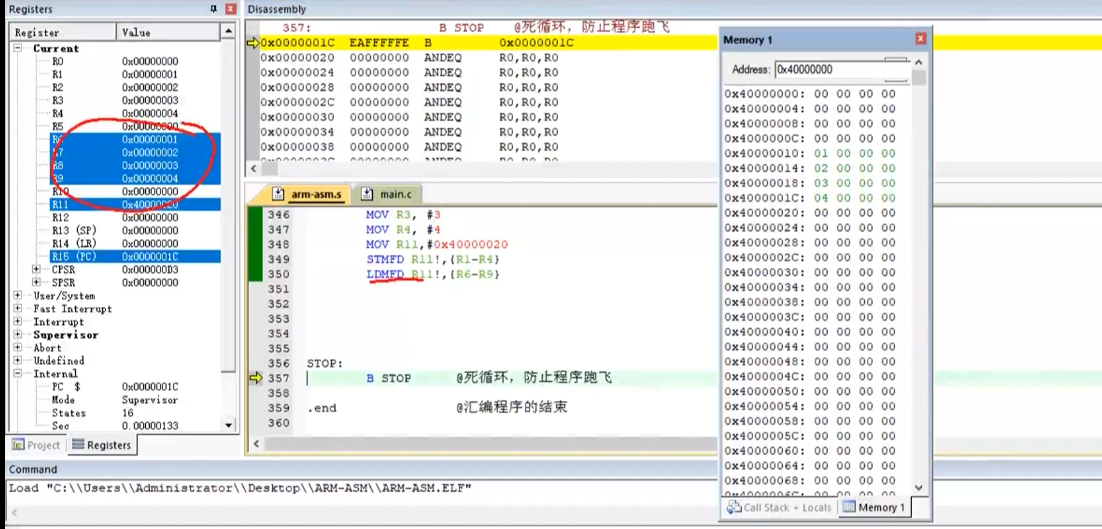 Registers
Register Value
Current
R0 0x00000000
R1 0x00000001
R2 0x00000002
R3 0x00000003
R4 0x00000004
R5 0x00000000
R6 0x00000001
R7 0x00000002
R8 0x00000003
R9 0x00000004
R10 0x00000000
R11 0x40000020
R12 0x00000000
R13 (SP) 0x00000000
R14 (LR) 0x00000000
R15 (PC) 0x0000001C
CPSR 0x000000D3
SPSR 0x00000000
User/System
Fast Interrupt
Interrupt
Supervisor
Abort
Undefined
Internal
PC $ 0x0000001C
Mode Supervisor
States 16
Sec 0.00000133
Project Registers
Disassembly
357: B STOP @死循环，防止程序跑飞
0x0000001C EAFFFFFE B 0x0000001C
0x00000020 00000000 ANDEQ R0,R0,R0
0x00000024 00000000 ANDEQ R0,R0,R0
0x00000028 00000000 ANDEQ R0,R0,R0
0x0000002C 00000000 ANDEQ R0,R0,R0
0x00000030 00000000 ANDEQ R0,R0,R0
0x00000034 00000000 ANDEQ R0,R0,R0
0x00000038 00000000 ANDEQ R0,R0,R0
arm-asm.s main.c
346 MOV R3, #3
347 MOV R4, #4
348 MOV R11,#0x40000020
349 STMFD R11!,{R1-R4}
350 LDMFD R11!,{R6-R9}
351
352
353
354
355
356 STOP:
357 B STOP @死循环，防止程序跑飞
358
359 .end @汇编程序的结束
360
Memory 1
Address: 0x40000000
0x40000000: 00 00 00 00
0x40000004: 00 00 00 00
0x40000008: 00 00 00 00
0x4000000C: 00 00 00 00
0x40000010: 01 00 00 00
0x40000014: 02 00 00 00
0x40000018: 03 00 00 00
0x4000001C: 04 00 00 00
0x40000020: 00 00 00 00
0x40000024: 00 00 00 00
0x40000028: 00 00 00 00
0x4000002C: 00 00 00 00
0x40000030: 00 00 00 00
0x40000034: 00 00 00 00
0x40000038: 00 00 00 00
0x4000003C: 00 00 00 00
0x40000040: 00 00 00 00
0x40000044: 00 00 00 00
0x40000048: 00 00 00 00
0x4000004C: 00 00 00 00
0x40000050: 00 00 00 00
0x40000054: 00 00 00 00
0x40000058: 00 00 00 00
0x4000005C: 00 00 00 00
0x40000060: 00 00 00 00
0x40000064: 00 00 00 00
0x40000068: 00 00 00 00
Call Stack + Locals Memory 1
Command
Load "C:\\Users\\Administrator\\Desktop\\ARM-ASM\\ARM-ASM.ELF"